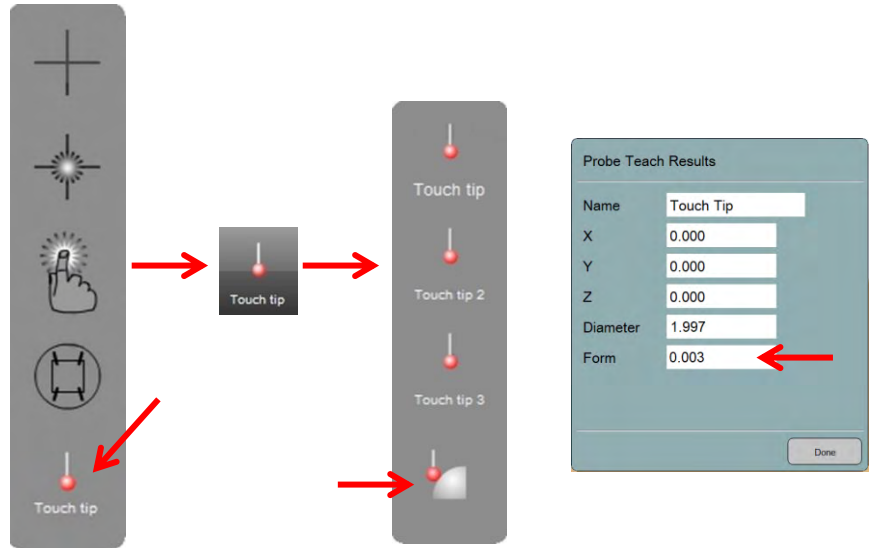 Touch tip
Touch tip
Touch tip
Touch tip 2
Touch tip 3
Probe Teach Results
Name Touch Tip
X 0.000
Y 0.000
Z 0.000
Diameter 1.997
Form 0.003
Done